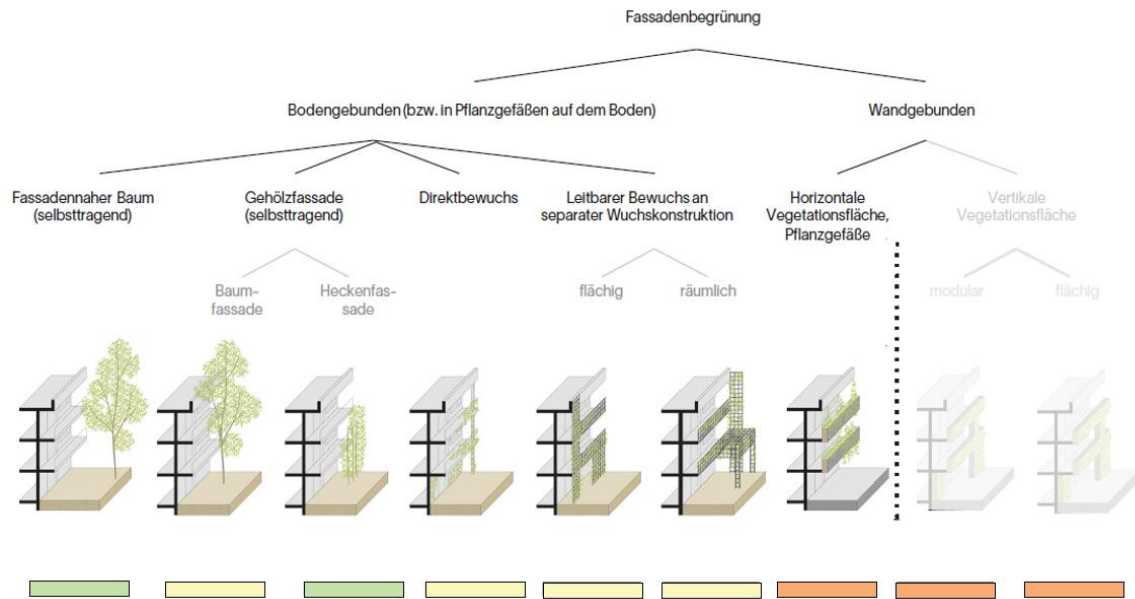 Fassadenbegrünung
Bodengebunden (bzw. in Pflanzgefäßen auf dem Boden)
Wandgebunden
Fassadennaher Baum
(selbsttragend)
Gehölzfassade
(selbsttragend)
Direktbewuchs
Leitbarer Bewuchs an
separater Wuchskonstruktion
Horizontale
Vegetationsfläche,
Pflanzgefäße
Vertikale
Vegetationsfläche
Baum-
fassade
Heckenfas-
sade
flächig
räumlich
modular
flächig